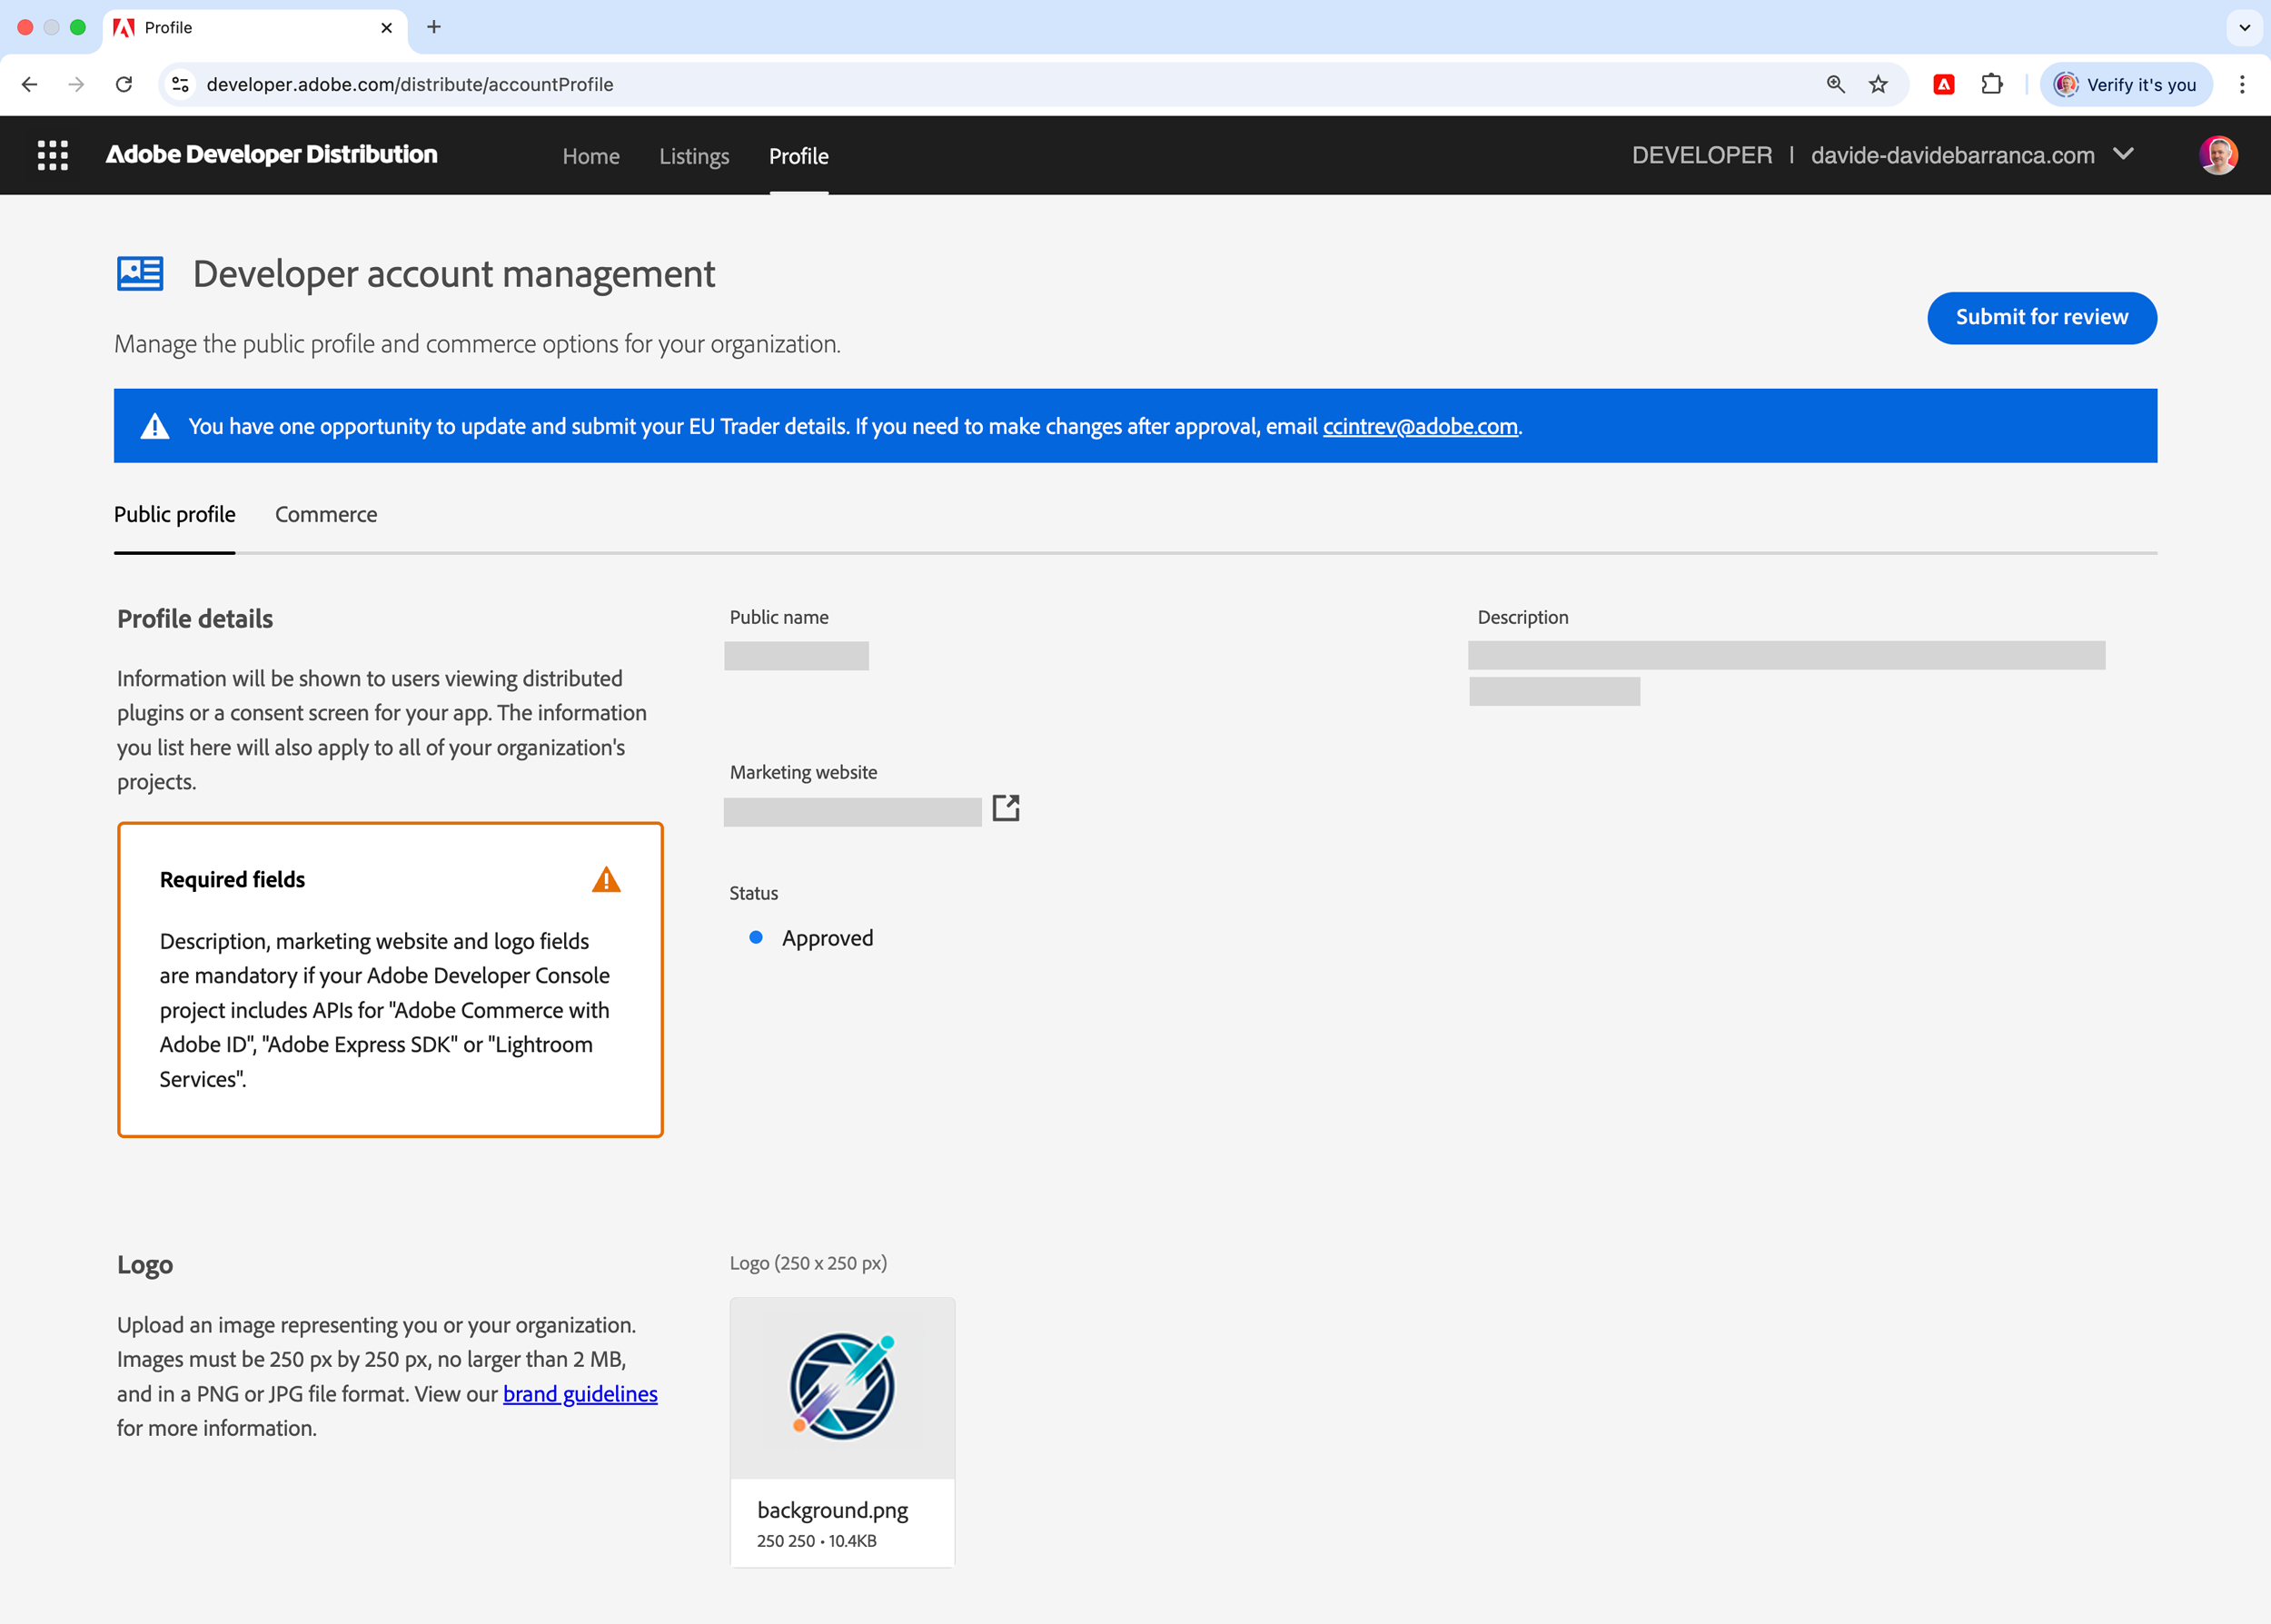 Profile
developer.adobe.com/distribute/accountProfile
Verify it's you
Adobe Developer Distribution
Home
Listings
Profile
DEVELOPER | davide-davidebarranca.com
Developer account management
Manage the public profile and commerce options for your organization.
Submit for review
You have one opportunity to update and submit your EU Trader details. If you need to make changes after approval, email ccintrev@adobe.com.
Public profile
Commerce
Profile details
Information will be shown to users viewing distributed
plugins or a consent screen for your app. The information
you list here will also apply to all of your organization's
projects.
Required fields
Description, marketing website and logo fields
are mandatory if your Adobe Developer Console
project includes APIs for "Adobe Commerce with
Adobe ID", "Adobe Express SDK" or "Lightroom
Services".
Public name
Description
Marketing website
Status
Approved
Logo
Upload an image representing you or your organization.
Images must be 250 px by 250 px, no larger than 2 MB,
and in a PNG or JPG file format. View our brand guidelines
for more information.
Logo (250 x 250 px)
background.png
250 250 • 10.4KB